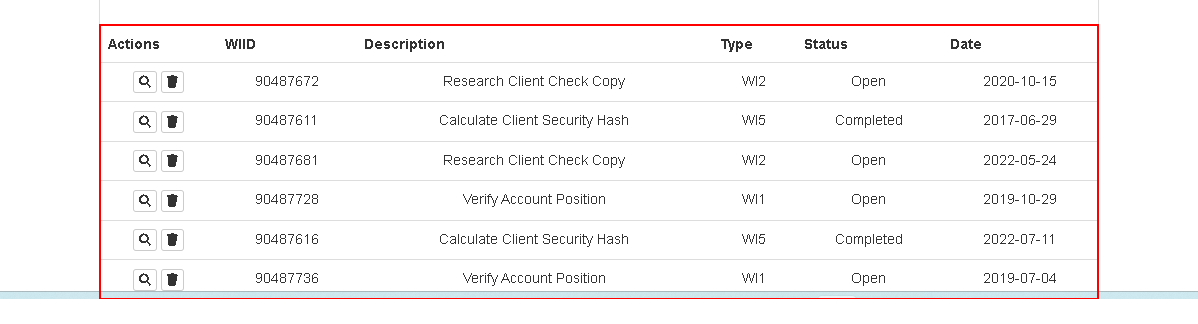 Actions WIID Description Type Status Date
90487672 Research Client Check Copy WI2 Open 2020-10-15
90487611 Calculate Client Security Hash WI5 Completed 2017-06-29
90487681 Research Client Check Copy WI2 Open 2022-05-24
90487728 Verify Account Position WI1 Open 2019-10-29
90487616 Calculate Client Security Hash WI5 Completed 2022-07-11
90487736 Verify Account Position WI1 Open 2019-07-04